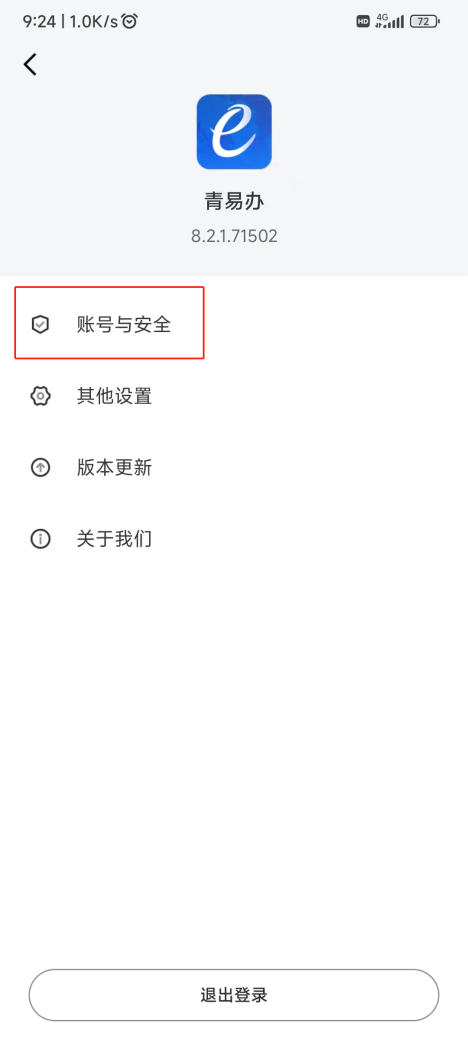 9:24 | 1.0K/s
HD 4G 72
青易办
8.2.1.71502
账号与安全
其他设置
版本更新
关于我们
退出登录